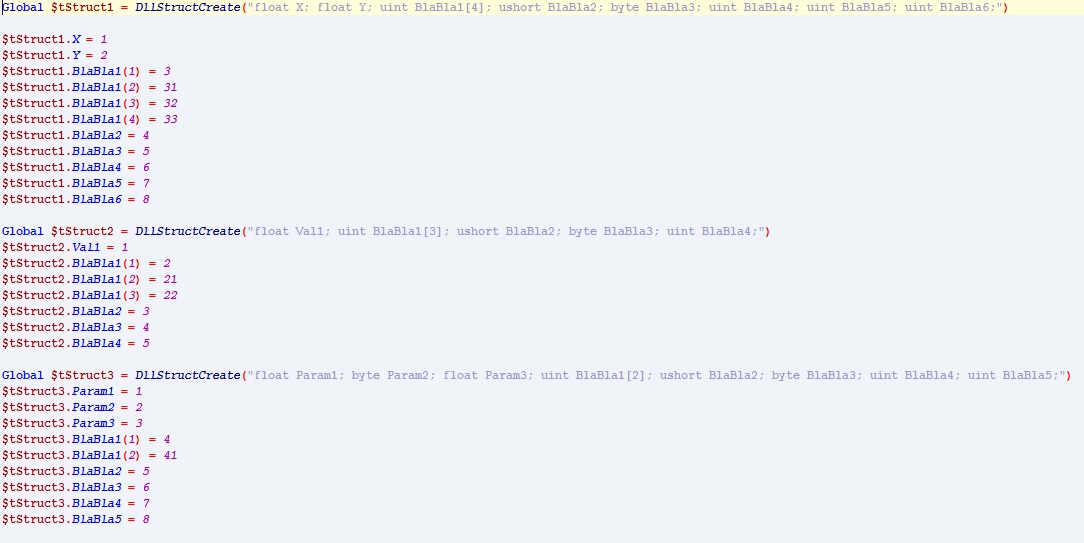 Global $tStruct1 = DllStructCreate("float X; float Y; uint BlaBla1[4]; ushort BlaBla2; byte BlaBla3; uint BlaBla4; uint BlaBla5; uint BlaBla6;")
$tStruct1.X = 1
$tStruct1.Y = 2
$tStruct1.BlaBla1(1) = 3
$tStruct1.BlaBla1(2) = 31
$tStruct1.BlaBla1(3) = 32
$tStruct1.BlaBla1(4) = 33
$tStruct1.BlaBla2 = 4
$tStruct1.BlaBla3 = 5
$tStruct1.BlaBla4 = 6
$tStruct1.BlaBla5 = 7
$tStruct1.BlaBla6 = 8
Global $tStruct2 = DllStructCreate("float Val1; uint BlaBla1[3]; ushort BlaBla2; byte BlaBla3; uint BlaBla4;")
$tStruct2.Val1 = 1
$tStruct2.BlaBla1(1) = 2
$tStruct2.BlaBla1(2) = 21
$tStruct2.BlaBla1(3) = 22
$tStruct2.BlaBla2 = 3
$tStruct2.BlaBla3 = 4
$tStruct2.BlaBla4 = 5
Global $tStruct3 = DllStructCreate("float Param1; byte Param2; float Param3; uint BlaBla1[2]; ushort BlaBla2; byte BlaBla3; uint BlaBla4; uint BlaBla5;")
$tStruct3.Param1 = 1
$tStruct3.Param2 = 2
$tStruct3.Param3 = 3
$tStruct3.BlaBla1(1) = 4
$tStruct3.BlaBla1(2) = 41
$tStruct3.BlaBla2 = 5
$tStruct3.BlaBla3 = 6
$tStruct3.BlaBla4 = 7
$tStruct3.BlaBla5 = 8